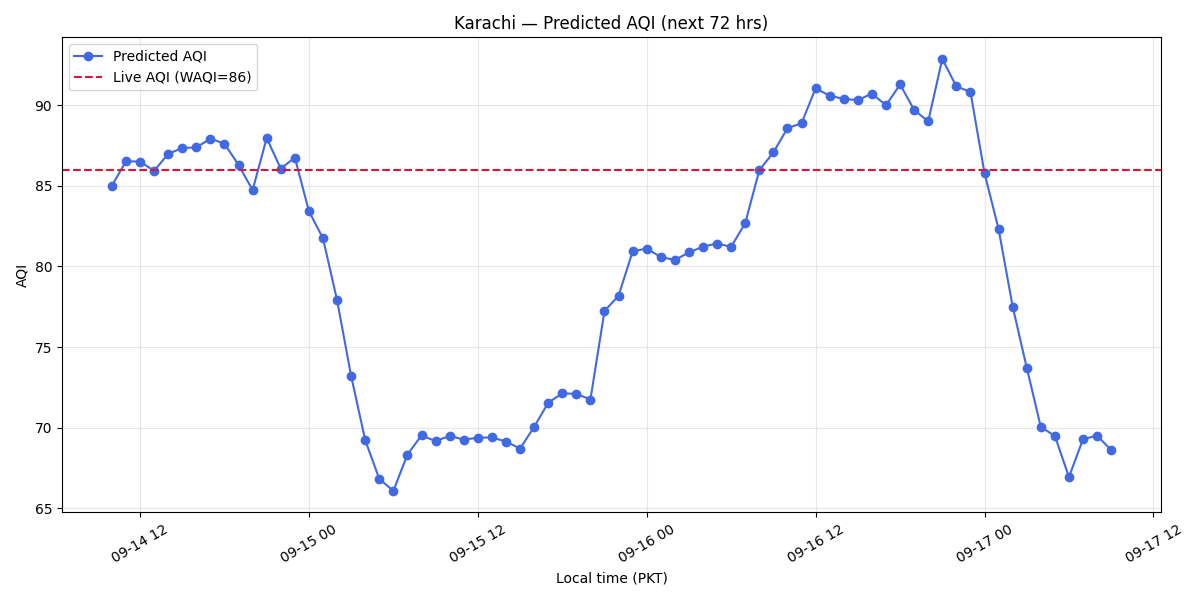 Karachi — Predicted AQI (next 72 hrs)
Predicted AQI
Live AQI (WAQI=86)
AQI
90
85
80
75
70
65
09-14 12
09-15 00
09-15 12
09-16 00
09-16 12
09-17 00
09-17 12
Local time (PKT)